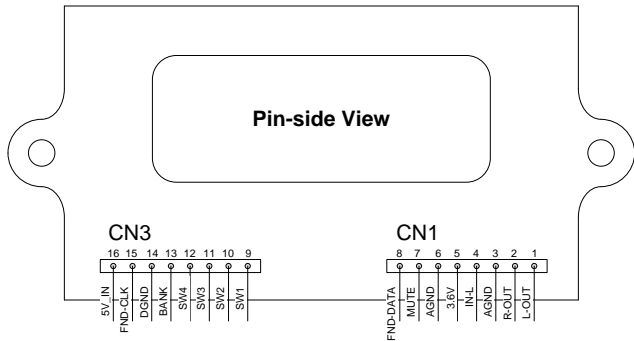 Pin-side View
CN3
CN1
16 15 14 13 12 11 10 9
8 7 6 5 4 3 2 1
5V_IN
FND-CLK
DGND
BANK
SW4
SW3
SW2
SW1
FND-DATA
MUTE
AGND
3.6V
IN-L
AGND
R-OUT
L-OUT